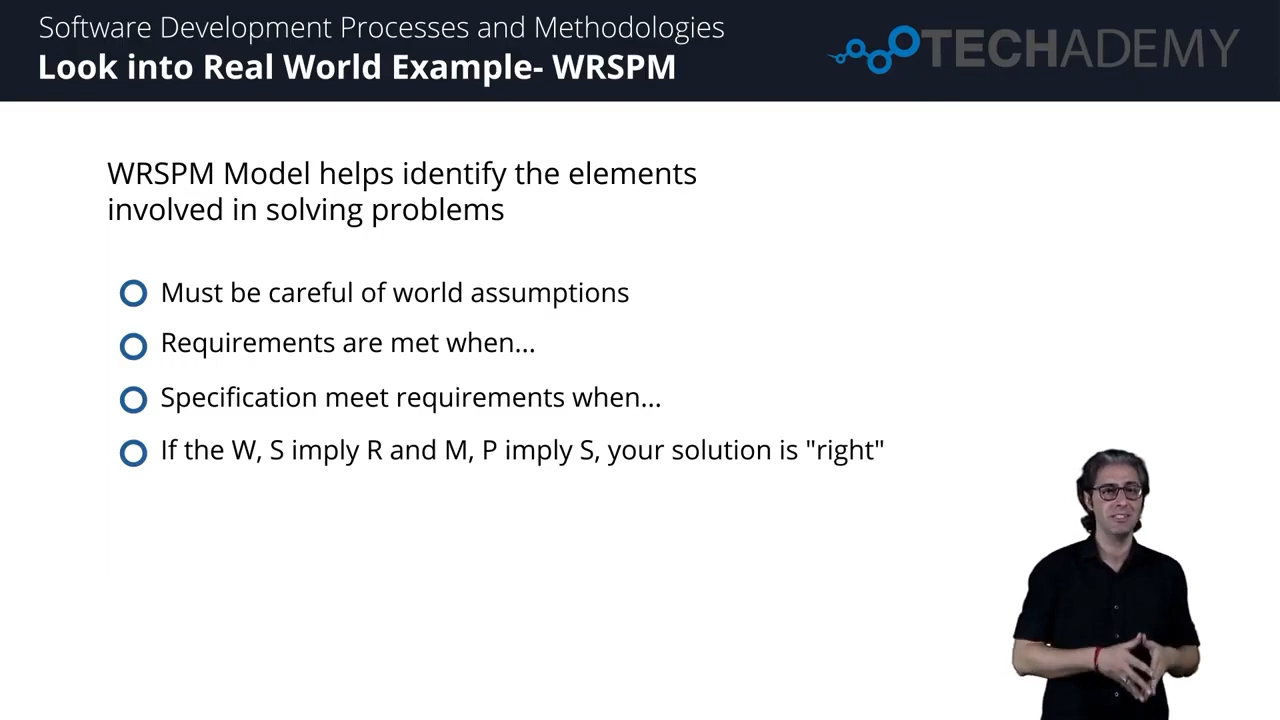 Software Development Processes and Methodologies
Look into Real World Example- WRSPM
TECHADEMY
WRSPM Model helps identify the elements
involved in solving problems
Must be careful of world assumptions
Requirements are met when...
Specification meet requirements when...
If the W, S imply R and M, P imply S, your solution is "right"